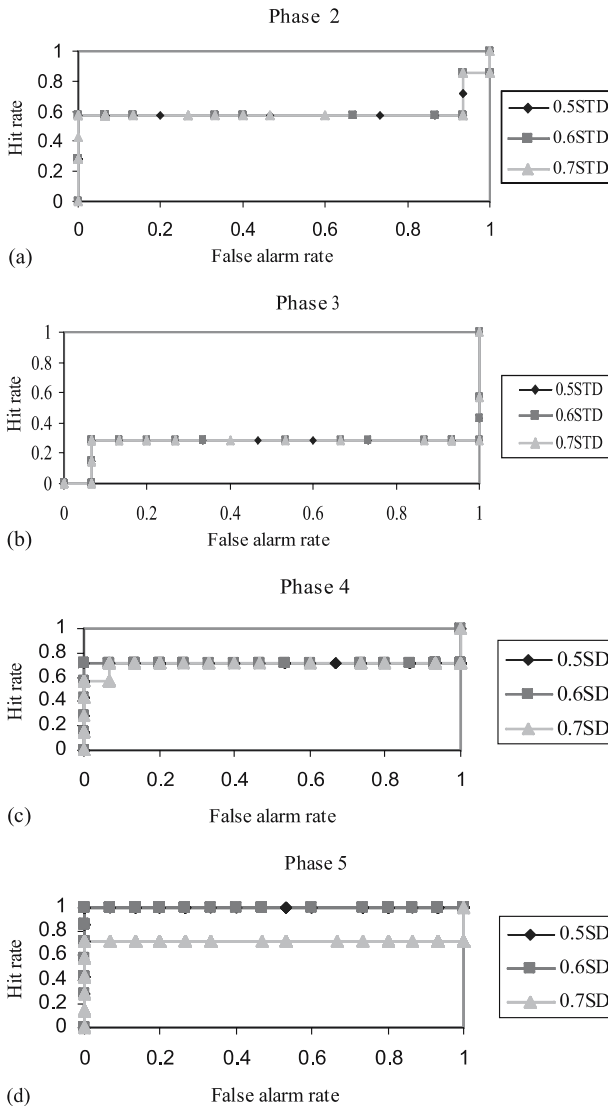 Phase 2
1
0.8
0.6
0.4
0.2
0
Hit rate
0 0.2 0.4 0.6 0.8 1
False alarm rate
0.5STD
0.6STD
0.7STD
(a)
Phase 3
1
0.8
0.6
0.4
0.2
0
Hit rate
0 0.2 0.4 0.6 0.8 1
False alarm rate
0.5STD
0.6STD
0.7STD
(b)
Phase 4
1
0.8
0.6
0.4
0.2
0
Hit rate
0 0.2 0.4 0.6 0.8 1
False alarm rate
0.5SD
0.6SD
0.7SD
(c)
Phase 5
1
0.8
0.6
0.4
0.2
0
Hit rate
0 0.2 0.4 0.6 0.8 1
False alarm rate
0.5SD
0.6SD
0.7SD
(d)